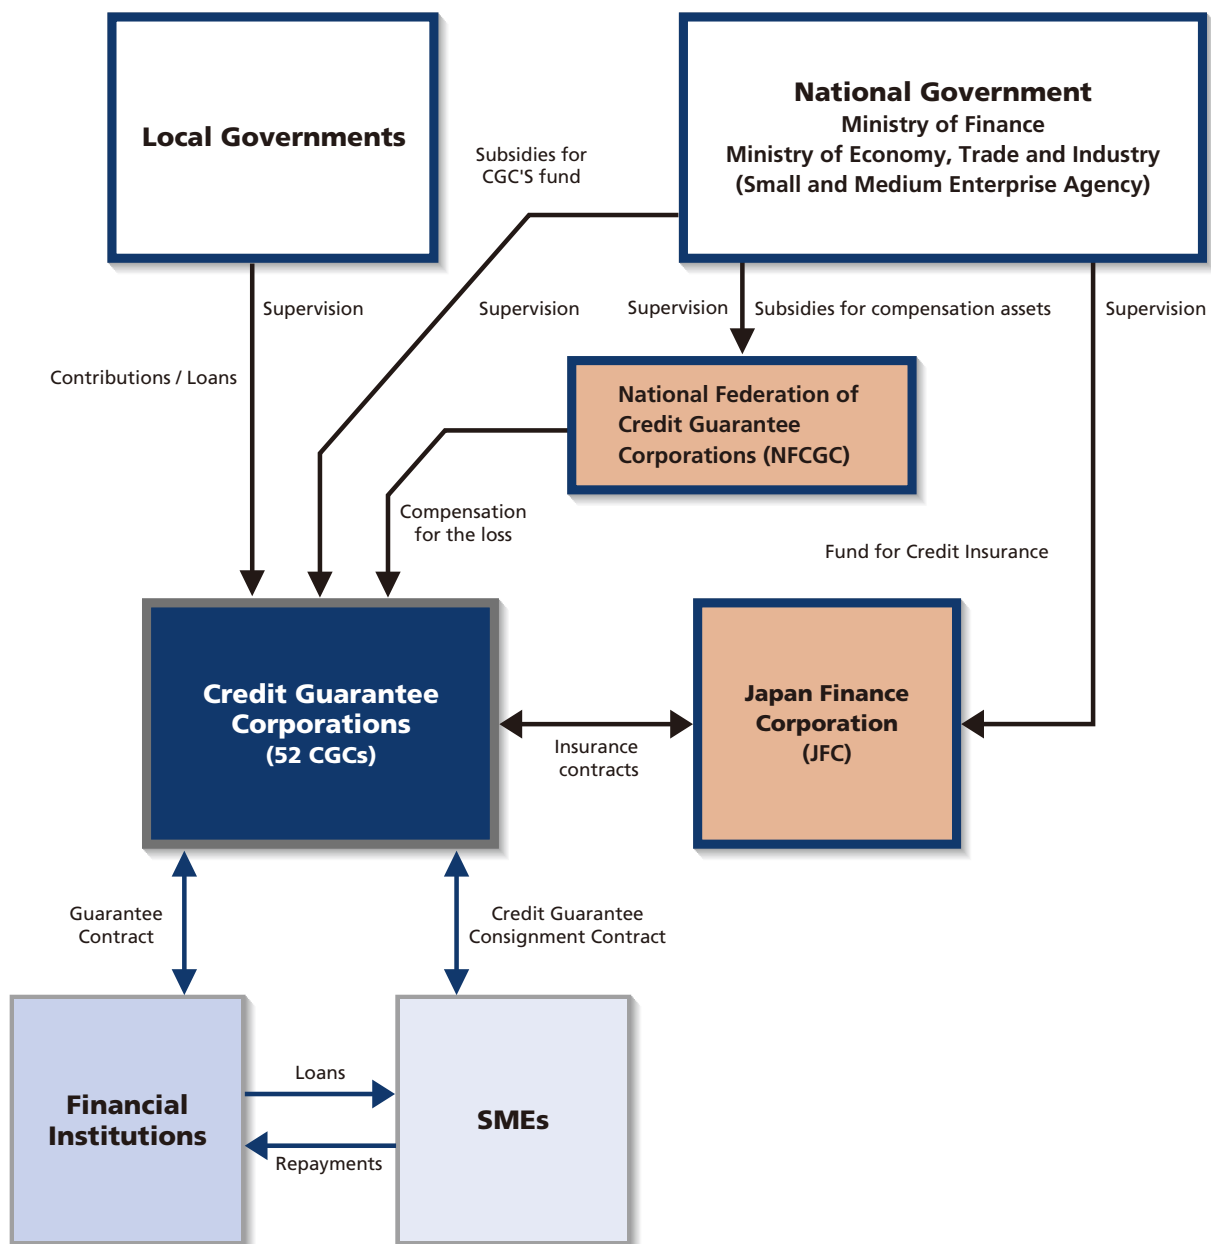 Local Governments
National Government
Ministry of Finance
Ministry of Economy, Trade and Industry
(Small and Medium Enterprise Agency)
Subsidies for
CGC'S fund
Supervision
Supervision
Supervision
Subsidies for compensation assets
Supervision
Contributions / Loans
National Federation of
Credit Guarantee
Corporations (NFCGC)
Compensation
for the loss
Fund for Credit Insurance
Credit Guarantee
Corporations
(52 CGCs)
Insurance
contracts
Japan Finance
Corporation
(JFC)
Guarantee
Contract
Credit Guarantee
Consignment Contract
Financial
Institutions
Loans
Repayments
SMEs